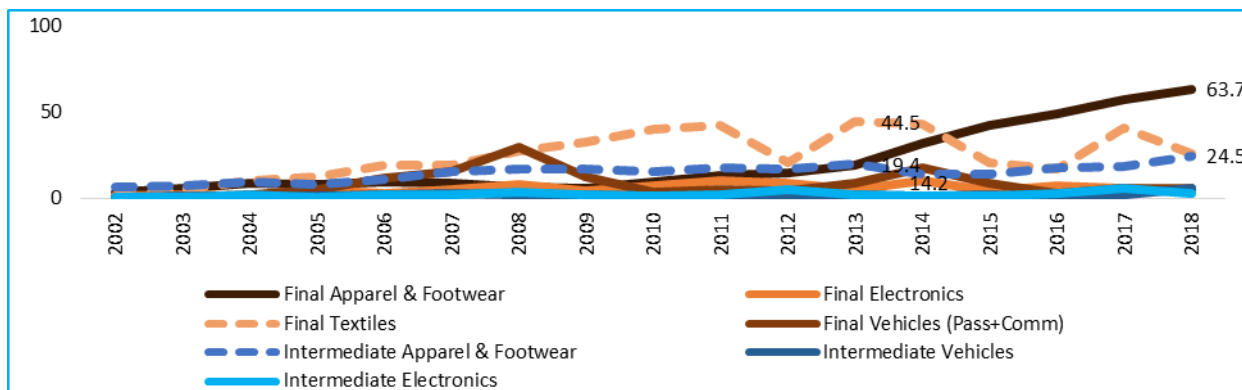 100
50
0
63.7
44.5
19.4
14.2
24.5
2002 2003 2004 2005 2006 2007 2008 2009 2010 2011 2012 2013 2014 2015 2016 2017 2018
Final Apparel & Footwear Final Electronics
Final Textiles Final Vehicles (Pass+Comm)
Intermediate Apparel & Footwear Intermediate Vehicles
Intermediate Electronics